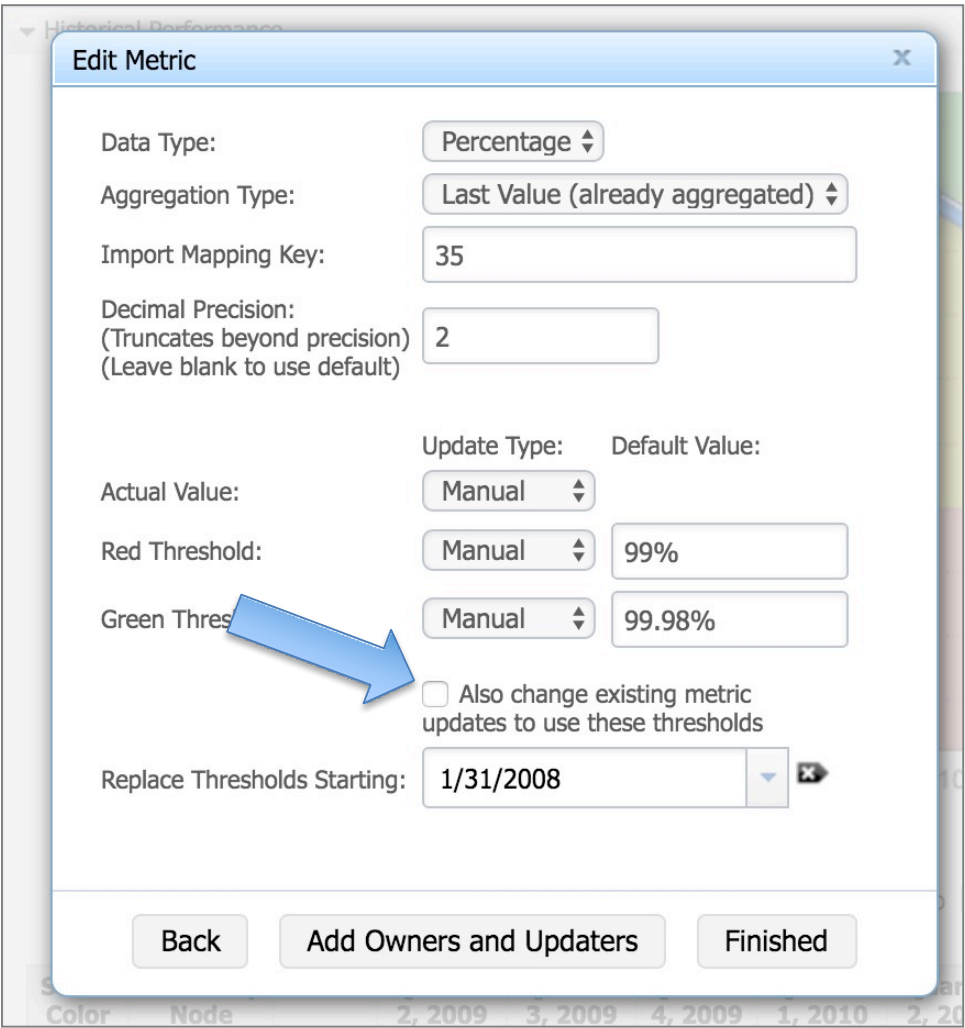 Historical Performance
Edit Metric
x
Data Type:
Percentage
Aggregation Type:
Last Value (already aggregated)
Import Mapping Key:
35
Decimal Precision:
(Truncates beyond precision)
(Leave blank to use default)
2
Update Type: Default Value:
Actual Value:
Manual
Red Threshold:
Manual
99%
Green Thres
Manual
99.98%
Also change existing metric
updates to use these thresholds
Replace Thresholds Starting:
1/31/2008
Back
Add Owners and Updaters
Finished
Color Node 2, 2009 3, 2009 4, 2009 1, 2010